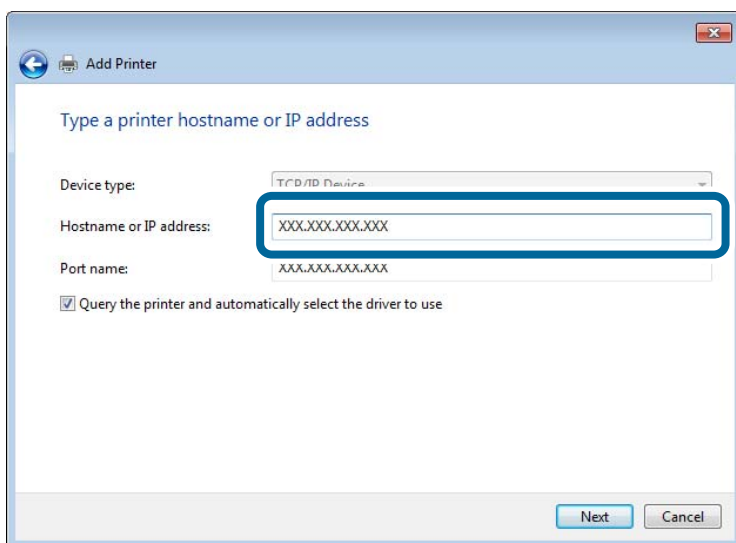 Add Printer
Type a printer hostname or IP address
Device type: TCP/IP Device
Hostname or IP address: XXX.XXX.XXX.XXX
Port name: XXX.XXX.XXX.XXX
Query the printer and automatically select the driver to use
Next Cancel